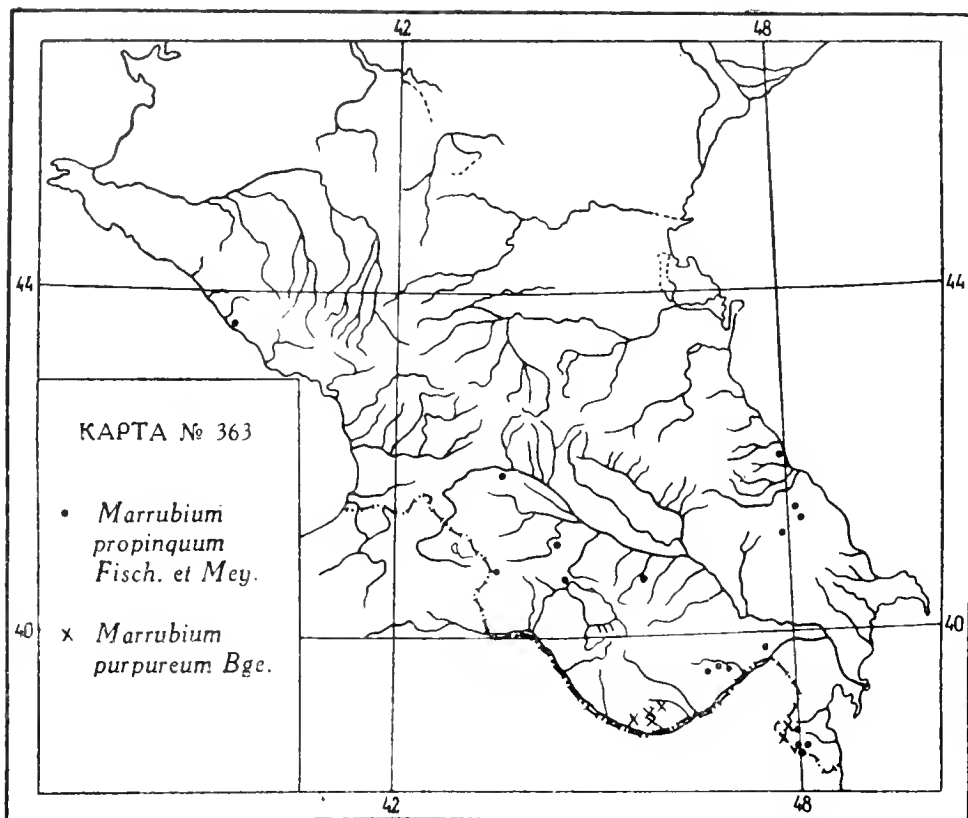 42 48
44 44
КАРТА № 363
• Marrubium
propinquum
Fisch. et Mey.
40 40
× Marrubium
purpureum Bge.
42 48